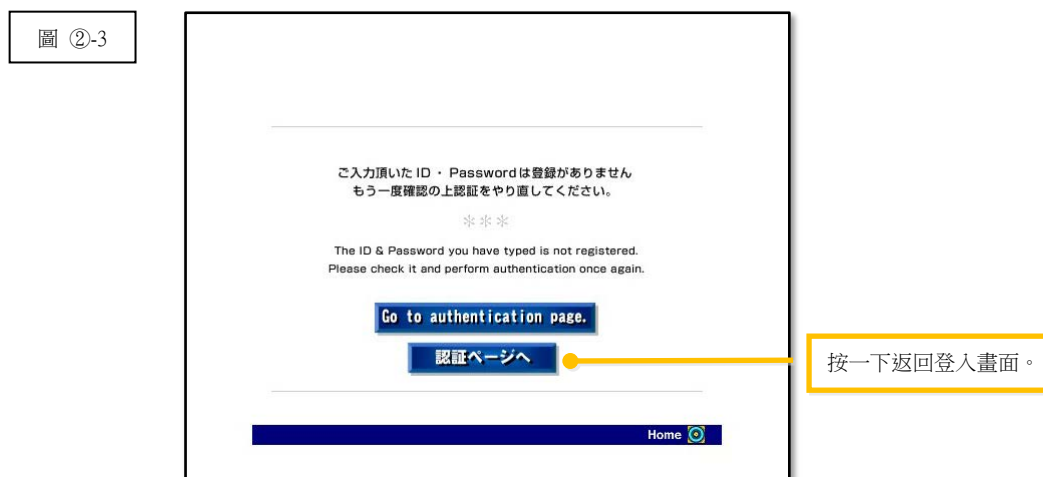 圖 ②-3
ご入力頂いた ID ・ Passwordは登録がありません
もう一度確認の上認証をやり直してください。
＊＊＊
The ID & Password you have typed is not registered.
Please check it and perform authentication once again.
Go to authentication page.
認証ページへ
按一下返回登入畫面。
Home